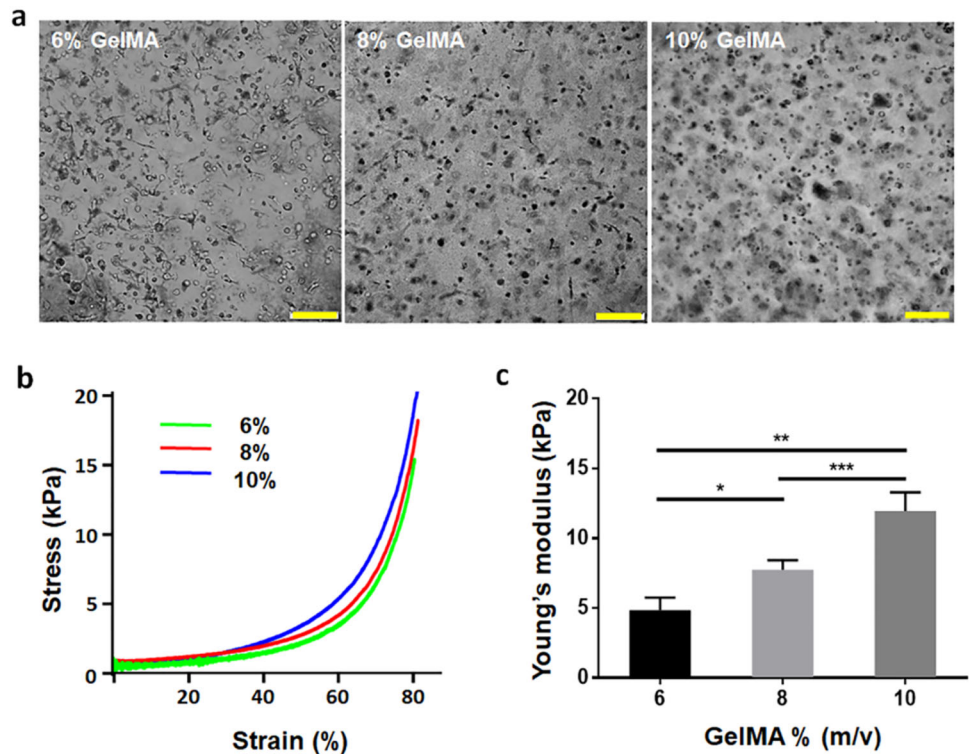 a
6% GelMA
8% GelMA
10% GelMA
b
20
15
10
5
0
Stress (kPa)
6%
8%
10%
20
40
60
80
Strain (%)
c
20
15
10
5
0
Young's modulus (kPa)
**
***
*
6
8
10
GelMA % (m/v)